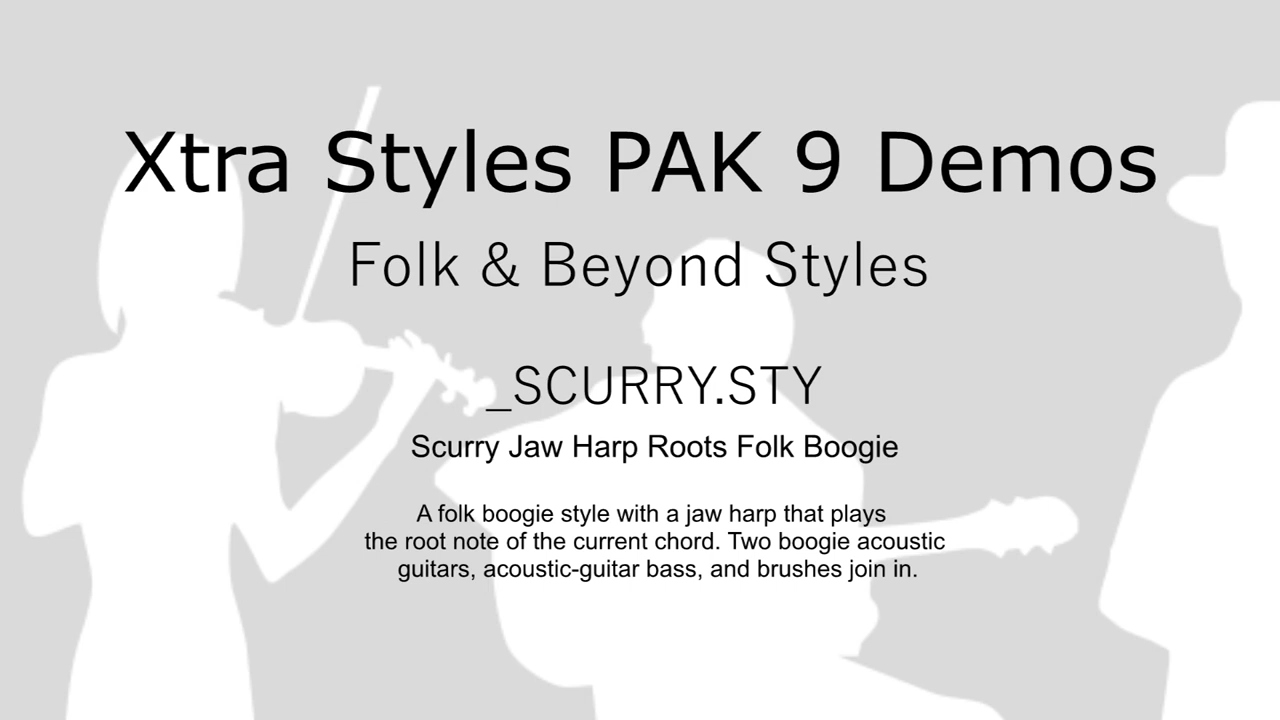 Xtra Styles PAK 9 Demos
Folk & Beyond Styles
_SCURRY.STY
Scurry Jaw Harp Roots Folk Boogie
A folk boogie style with a jaw harp that plays
the root note of the current chord. Two boogie acoustic
guitars, acoustic-guitar bass, and brushes join in.